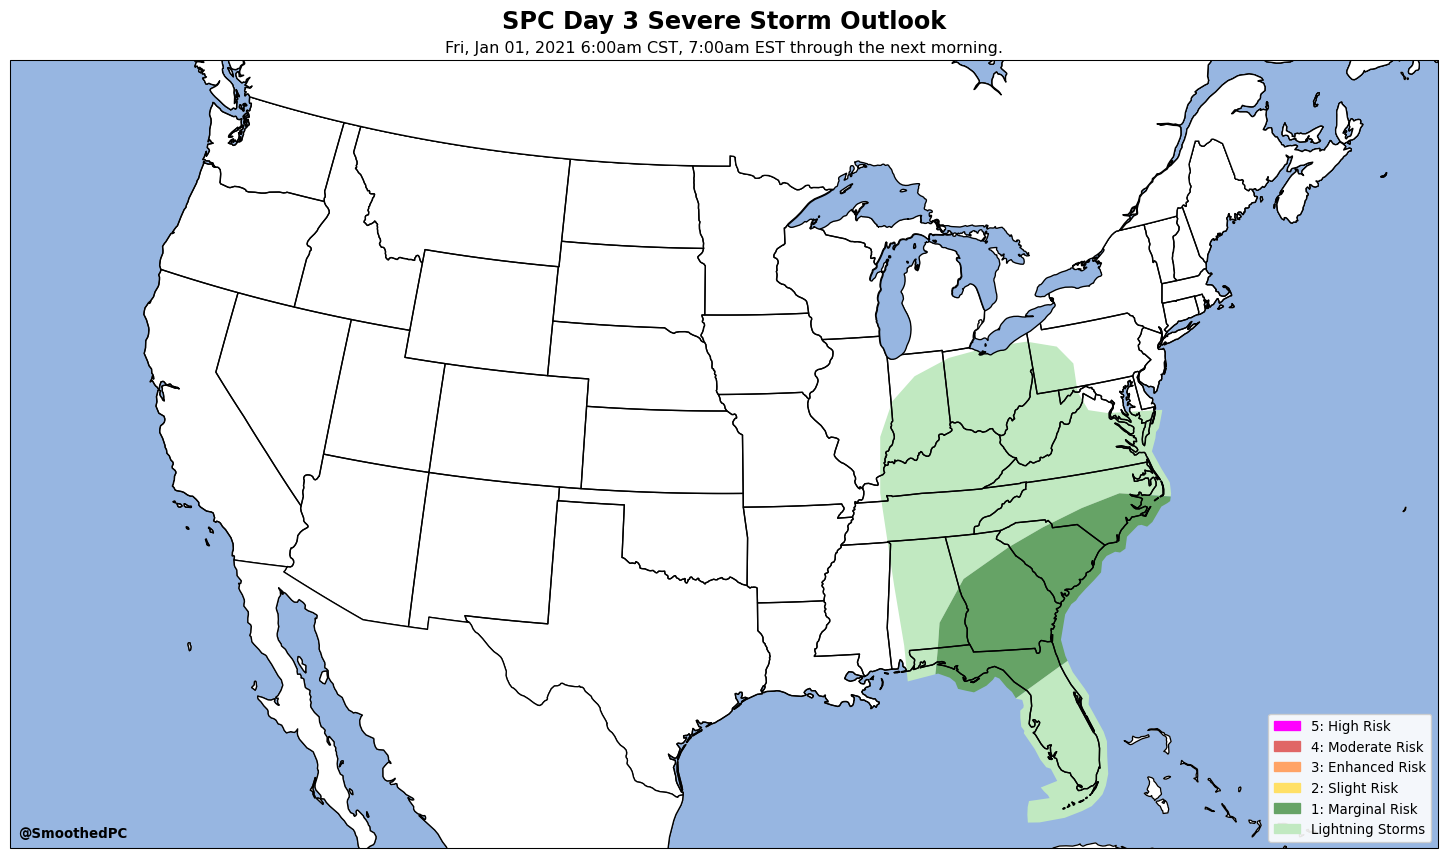 SPC Day 3 Severe Storm Outlook
Fri, Jan 01, 2021 6:00am CST, 7:00am EST through the next morning.
5: High Risk
4: Moderate Risk
3: Enhanced Risk
2: Slight Risk
1: Marginal Risk
Lightning Storms
@SmoothedPC